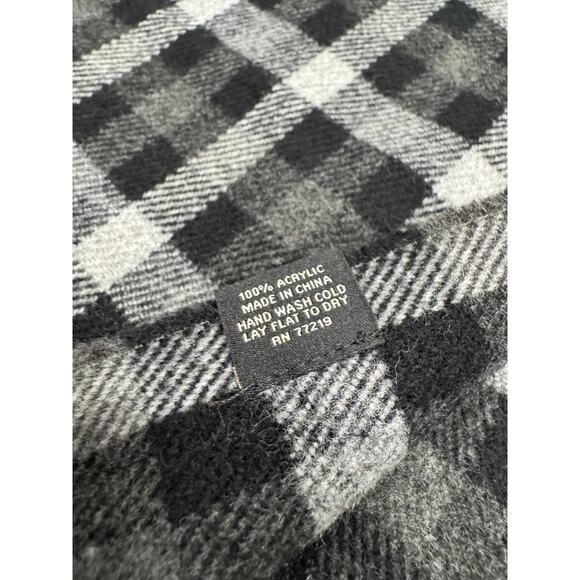 100% ACRYLIC
MADE IN CHINA
HAND WASH COLD
LAY FLAT TO DRY
RN 77219